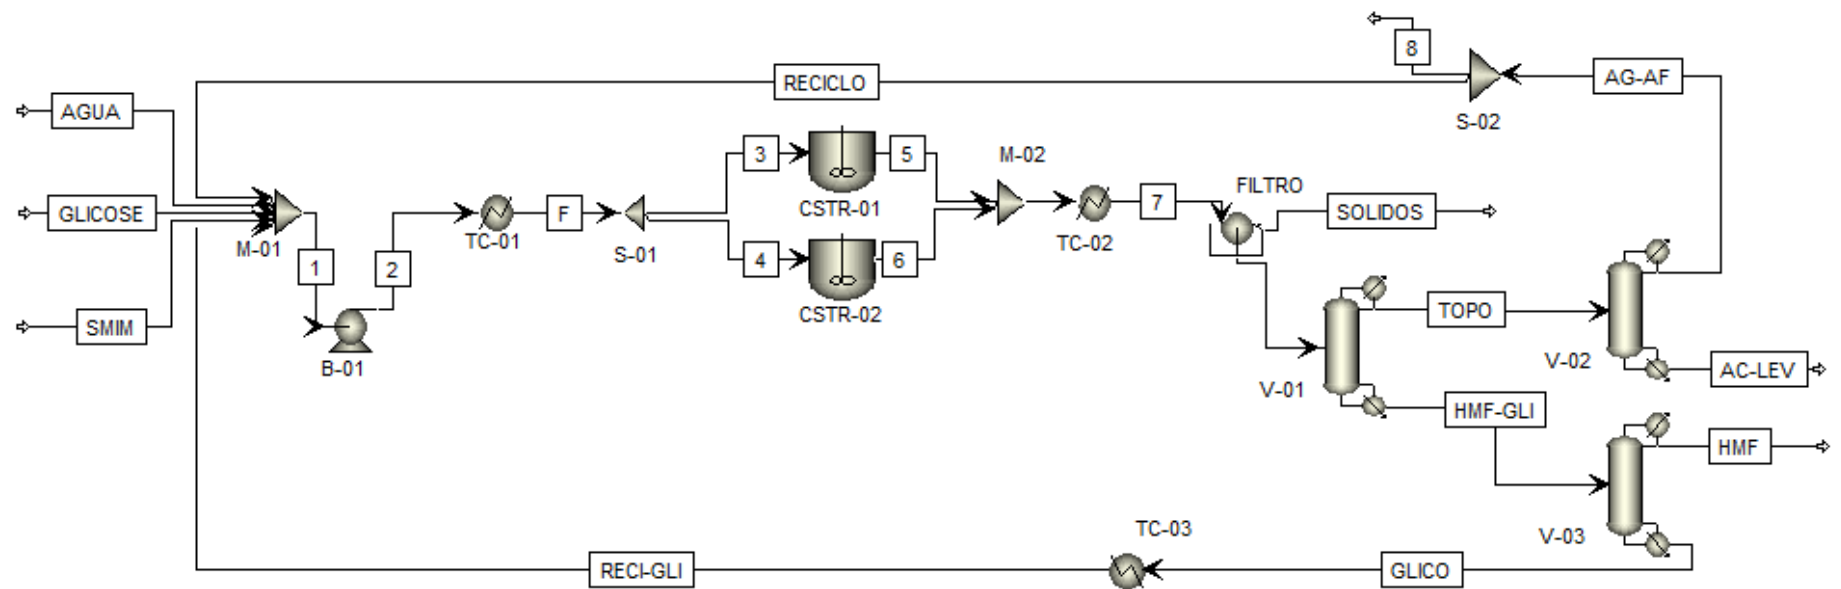 8
RECICLO
AG-AF
AGUA
S-02
3
5
M-02
GLICOSE
M-01
TC-01
F
S-01
CSTR-01
TC-02
7
FILTRO
SOLIDOS
1
2
4
6
CSTR-02
SMIM
B-01
TOPO
V-01
V-02
AC-LEV
HMF-GLI
HMF
V-03
TC-03
RECI-GLI
GLICO